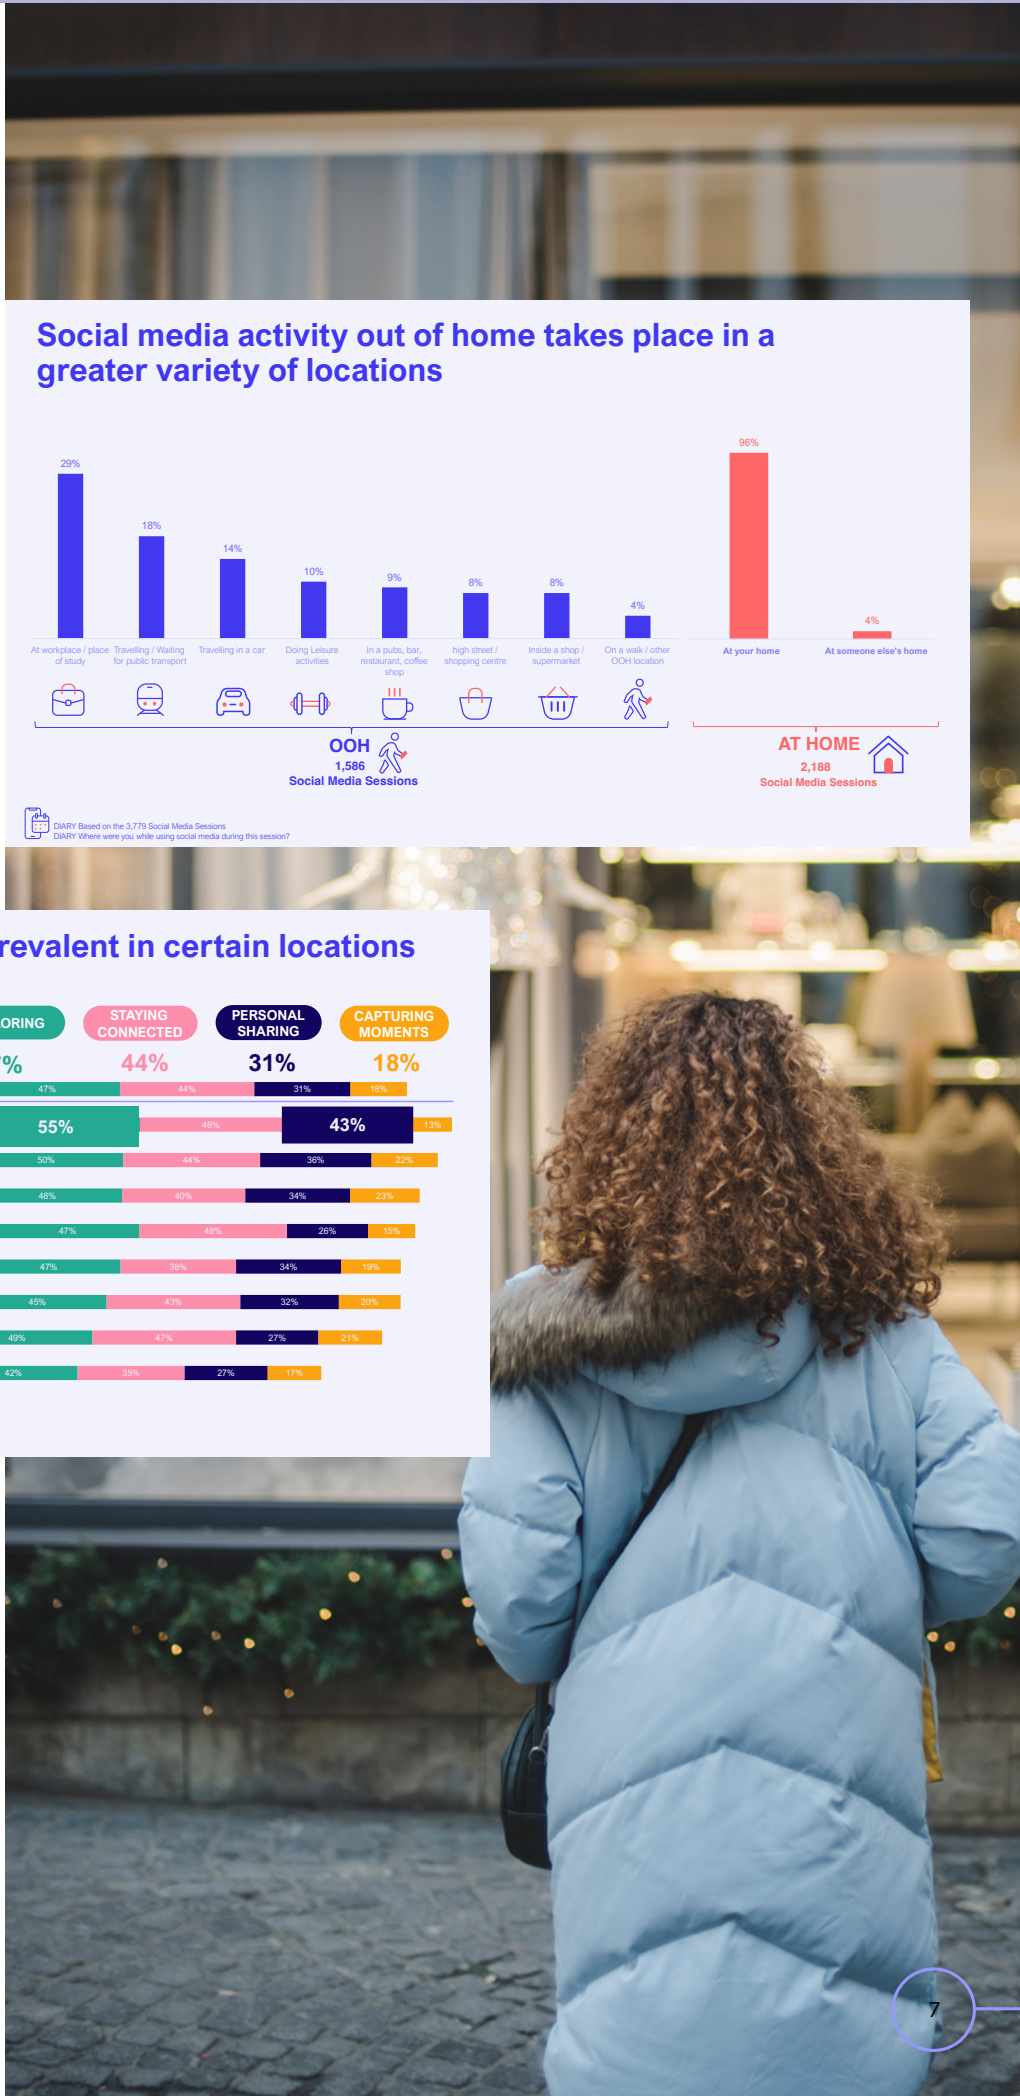 Social media activity out of home takes place in a
greater variety of locations
29%
18%
14%
10%
9%
8%
8%
4%
96%
4%
At workplace / place
of study
Travelling / Waiting
for public transport
Travelling in a car
Doing Leisure
activities
In a pubs, bar,
restaurant, coffee
shop
high street /
shopping centre
Inside a shop /
supermarket
On a walk / other
OOH location
At your home
At someone else's home
OOH
1,586
Social Media Sessions
AT HOME
2,188
Social Media Sessions
DIARY Based on the 3,779 Social Media Sessions
DIARY Where were you while using social media during this session?
revalent in certain locations
ORING
STAYING
CONNECTED
PERSONAL
SHARING
CAPTURING
MOMENTS
% 44% 31% 18%
47% 44% 31% 18%
55% 46% 43% 13%
50% 44% 36% 22%
48% 40% 34% 23%
47% 48% 26% 15%
47% 38% 34% 19%
45% 43% 32% 20%
49% 47% 27% 21%
42% 35% 27% 17%
7